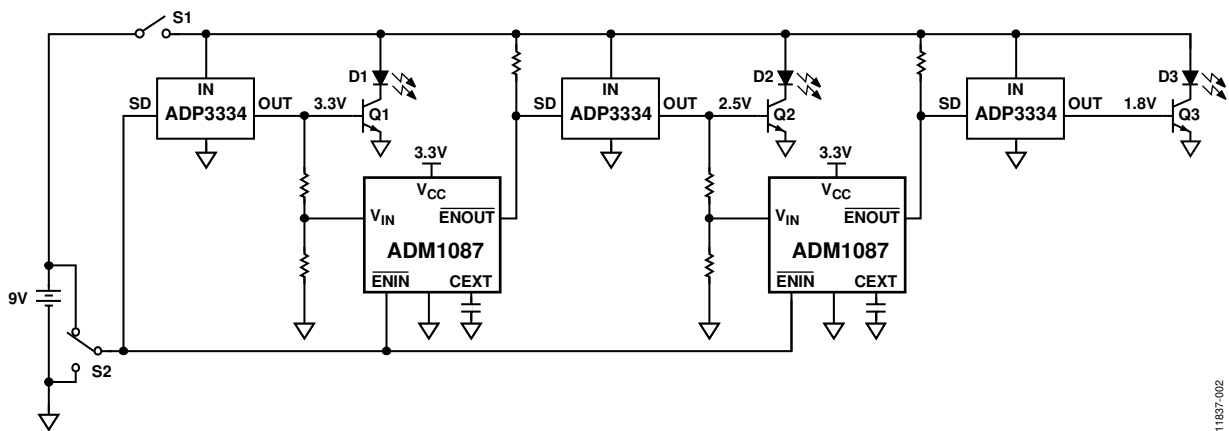 S1
D1
D2
D3
IN
IN
IN
SD
ADP3334
OUT
3.3V
Q1
SD
ADP3334
OUT
2.5V
Q2
SD
ADP3334
OUT
1.8V
Q3
3.3V
3.3V
VCC
VCC
VIN
ENOUT
VIN
ENOUT
ADM1087
ADM1087
ENIN
CEXT
ENIN
CEXT
9V
S2
11837-002